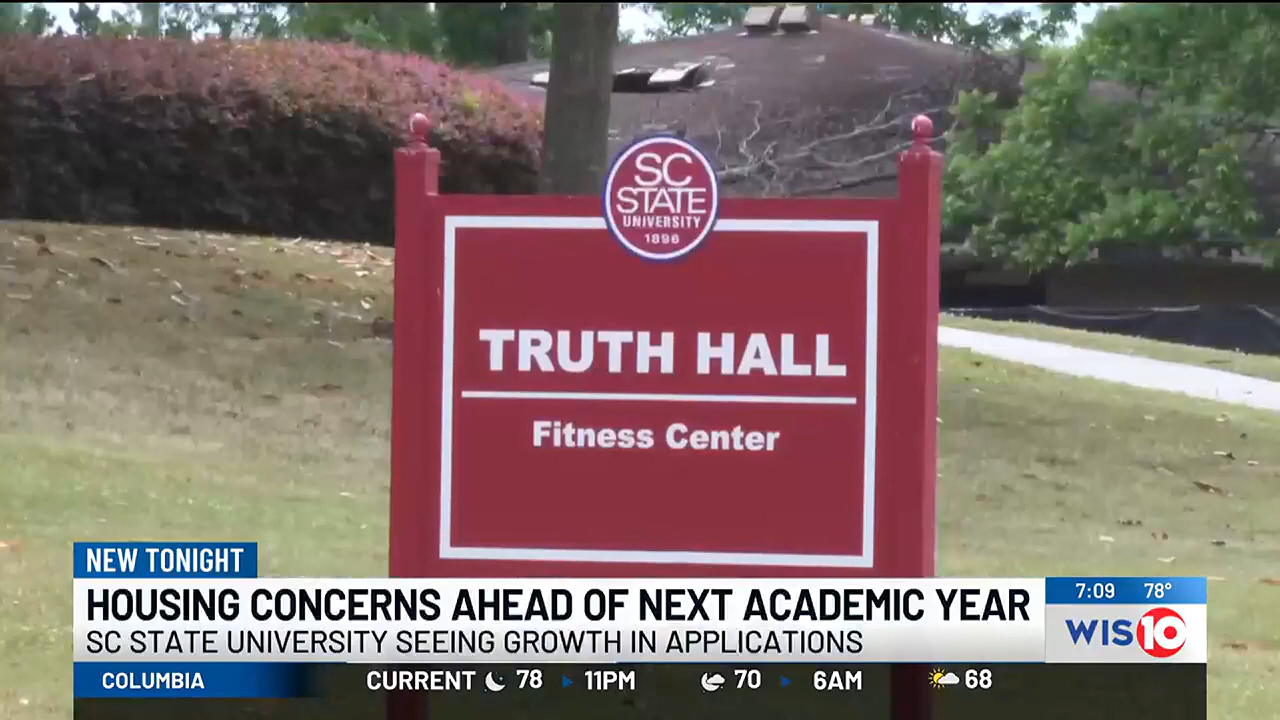 SC
STATE
UNIVERSITY
1896
TRUTH HALL
Fitness Center
NEW TONIGHT
HOUSING CONCERNS AHEAD OF NEXT ACADEMIC YEAR
SC STATE UNIVERSITY SEEING GROWTH IN APPLICATIONS
7:09 78°
WIS10
COLUMBIA
CURRENT 78 11PM 70 6AM 68